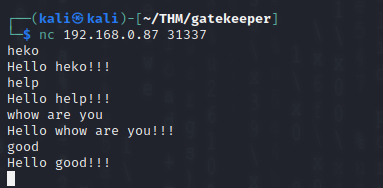 ┌──(kali㉿kali)-[~/THM/gatekeeper]
└─$ nc 192.168.0.87 31337
heko
Hello heko!!!
help
Hello help!!!
whow are you
Hello whow are you!!!
good
Hello good!!!